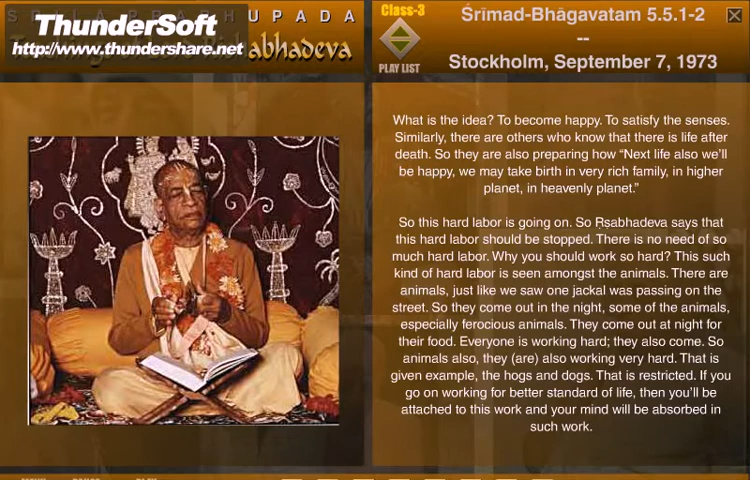 SRILA PRABHUPADA
ThunderSoft
http://www.thundershare.net
abhadeva
Class-3
PLAY LIST
Śrīmad-Bhāgavatam 5.5.1-2
--
Stockholm, September 7, 1973
What is the idea? To become happy. To satisfy the senses.
Similarly, there are others who know that there is life after
death. So they are also preparing how “Next life also we’ll
be happy, we may take birth in very rich family, in higher
planet, in heavenly planet.”
So this hard labor is going on. So Ṛṣabhadeva says that
this hard labor should be stopped. There is no need of so
much hard labor. Why you should work so hard? This such
kind of hard labor is seen amongst the animals. There are
animals, just like we saw one jackal was passing on the
street. So they come out in the night, some of the animals,
especially ferocious animals. They come out at night for
their food. Everyone is working hard; they also come. So
animals also, they (are) also working very hard. That is
given example, the hogs and dogs. That is restricted. If you
go on working for better standard of life, then you’ll be
attached to this work and your mind will be absorbed in
such work.